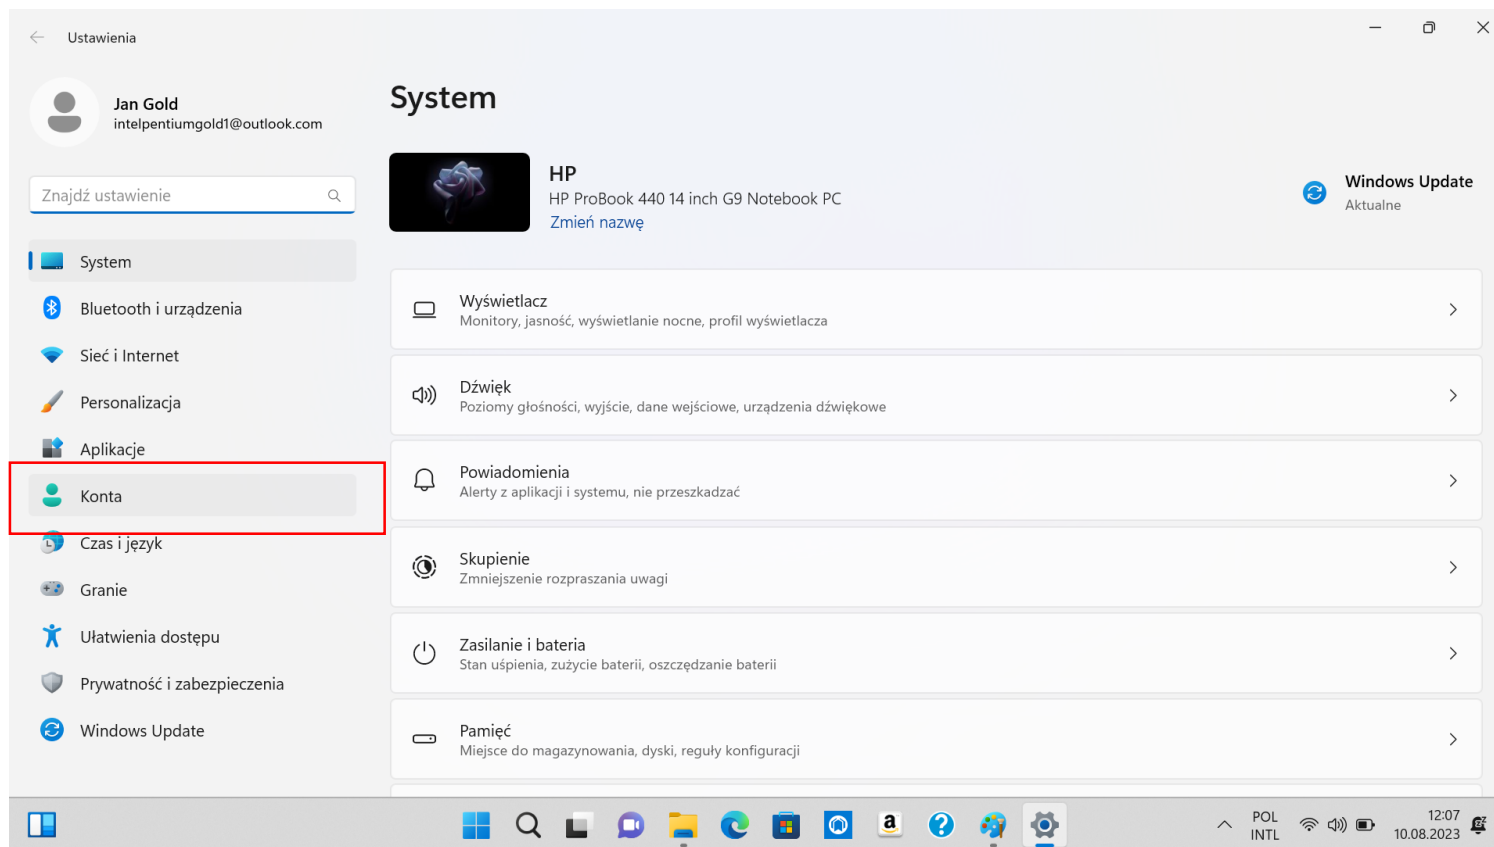 Ustawienia
Jan Gold
intelpentiumgold1@outlook.com
Znajdź ustawienie
System
Bluetooth i urządzenia
Sieć i Internet
Personalizacja
Aplikacje
Konta
Czas i język
Granie
Ułatwienia dostępu
Prywatność i zabezpieczenia
Windows Update
System
HP
HP ProBook 440 14 inch G9 Notebook PC
Zmień nazwę
Windows Update
Aktualne
Wyświetlacz
Monitory, jasność, wyświetlanie nocne, profil wyświetlacza
Dźwięk
Poziomy głośności, wyjście, dane wejściowe, urządzenia dźwiękowe
Powiadomienia
Alerty z aplikacji i systemu, nie przeszkadzać
Skupienie
Zmniejszenie rozpraszania uwagi
Zasilanie i bateria
Stan uśpienia, zużycie baterii, oszczędzanie baterii
Pamięć
Miejsce do magazynowania, dyski, reguły konfiguracji
a
?
POL
INTL
12:07
10.08.2023